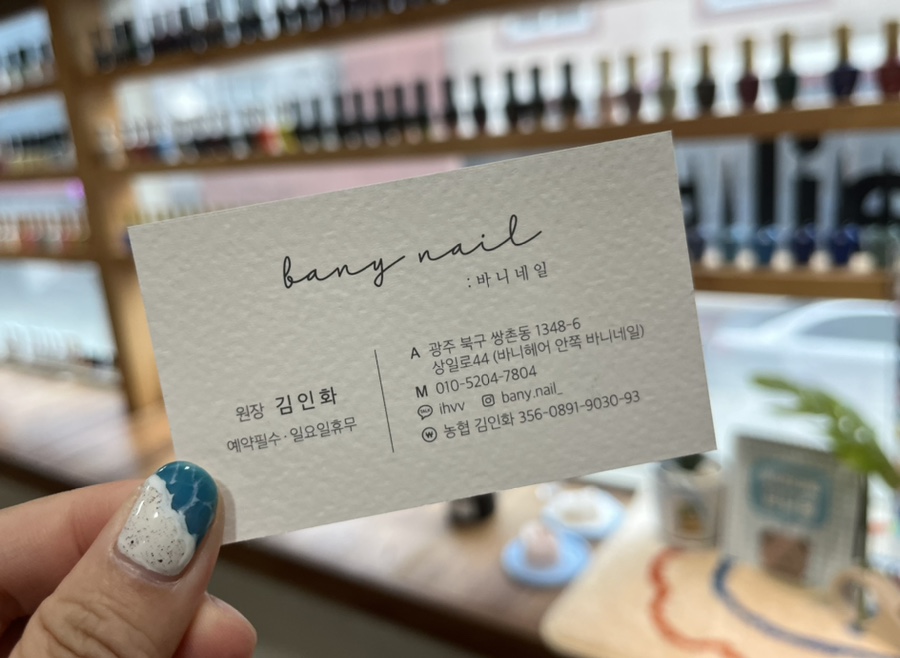 bany nail
: 바니네일
원장 김인화
예약필수·일요일휴무
A 광주 북구 쌍촌동 1348-6
상일로44 (바니헤어 안쪽 바니네일)
M 010-5204-7804
ihvv bany.nail_
농협 김인화 356-0891-9030-93